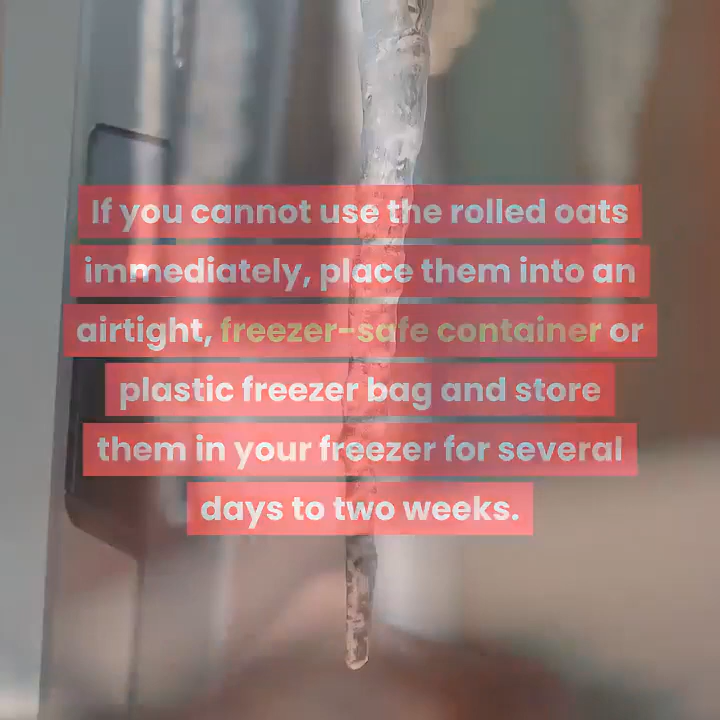 If you cannot use the rolled oats
immediately, place them into an
airtight, freezer-safe container or
plastic freezer bag and store
them in your freezer for several
days to two weeks.